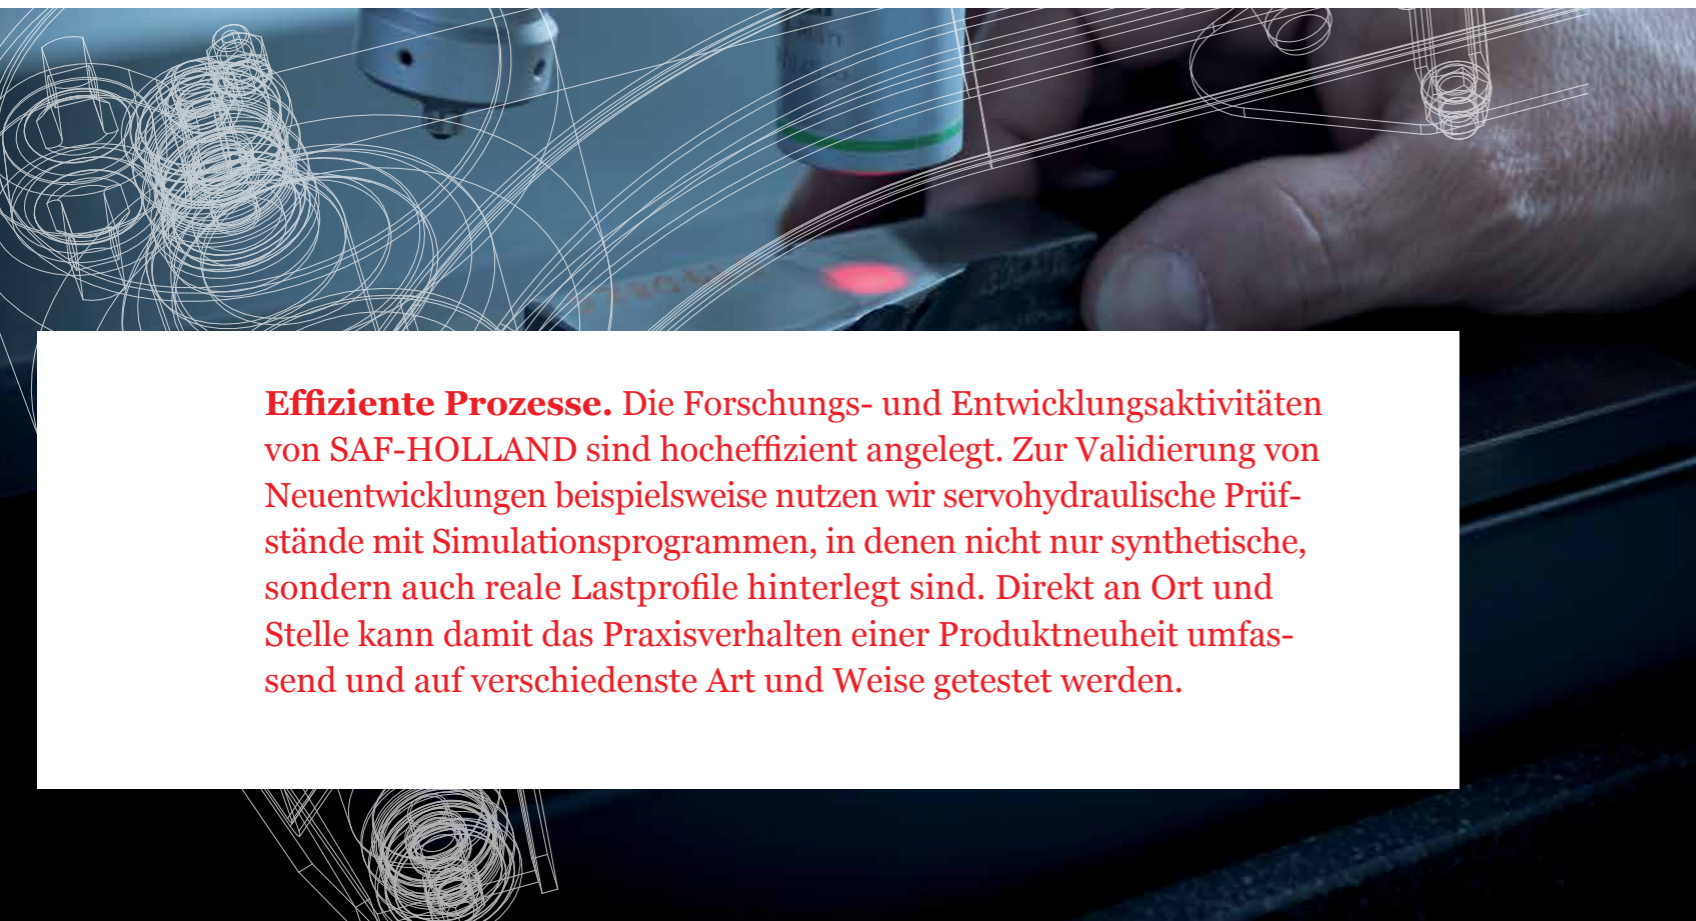 Effiziente Prozesse. Die Forschungs- und Entwicklungsaktivitäten
von SAF-HOLLAND sind hocheffizient angelegt. Zur Validierung von
Neuentwicklungen beispielsweise nutzen wir servohydraulische Prüf-
stände mit Simulationsprogrammen, in denen nicht nur synthetische,
sondern auch reale Lastprofile hinterlegt sind. Direkt an Ort und
Stelle kann damit das Praxisverhalten einer Produktneuheit umfas-
send und auf verschiedenste Art und Weise getestet werden.